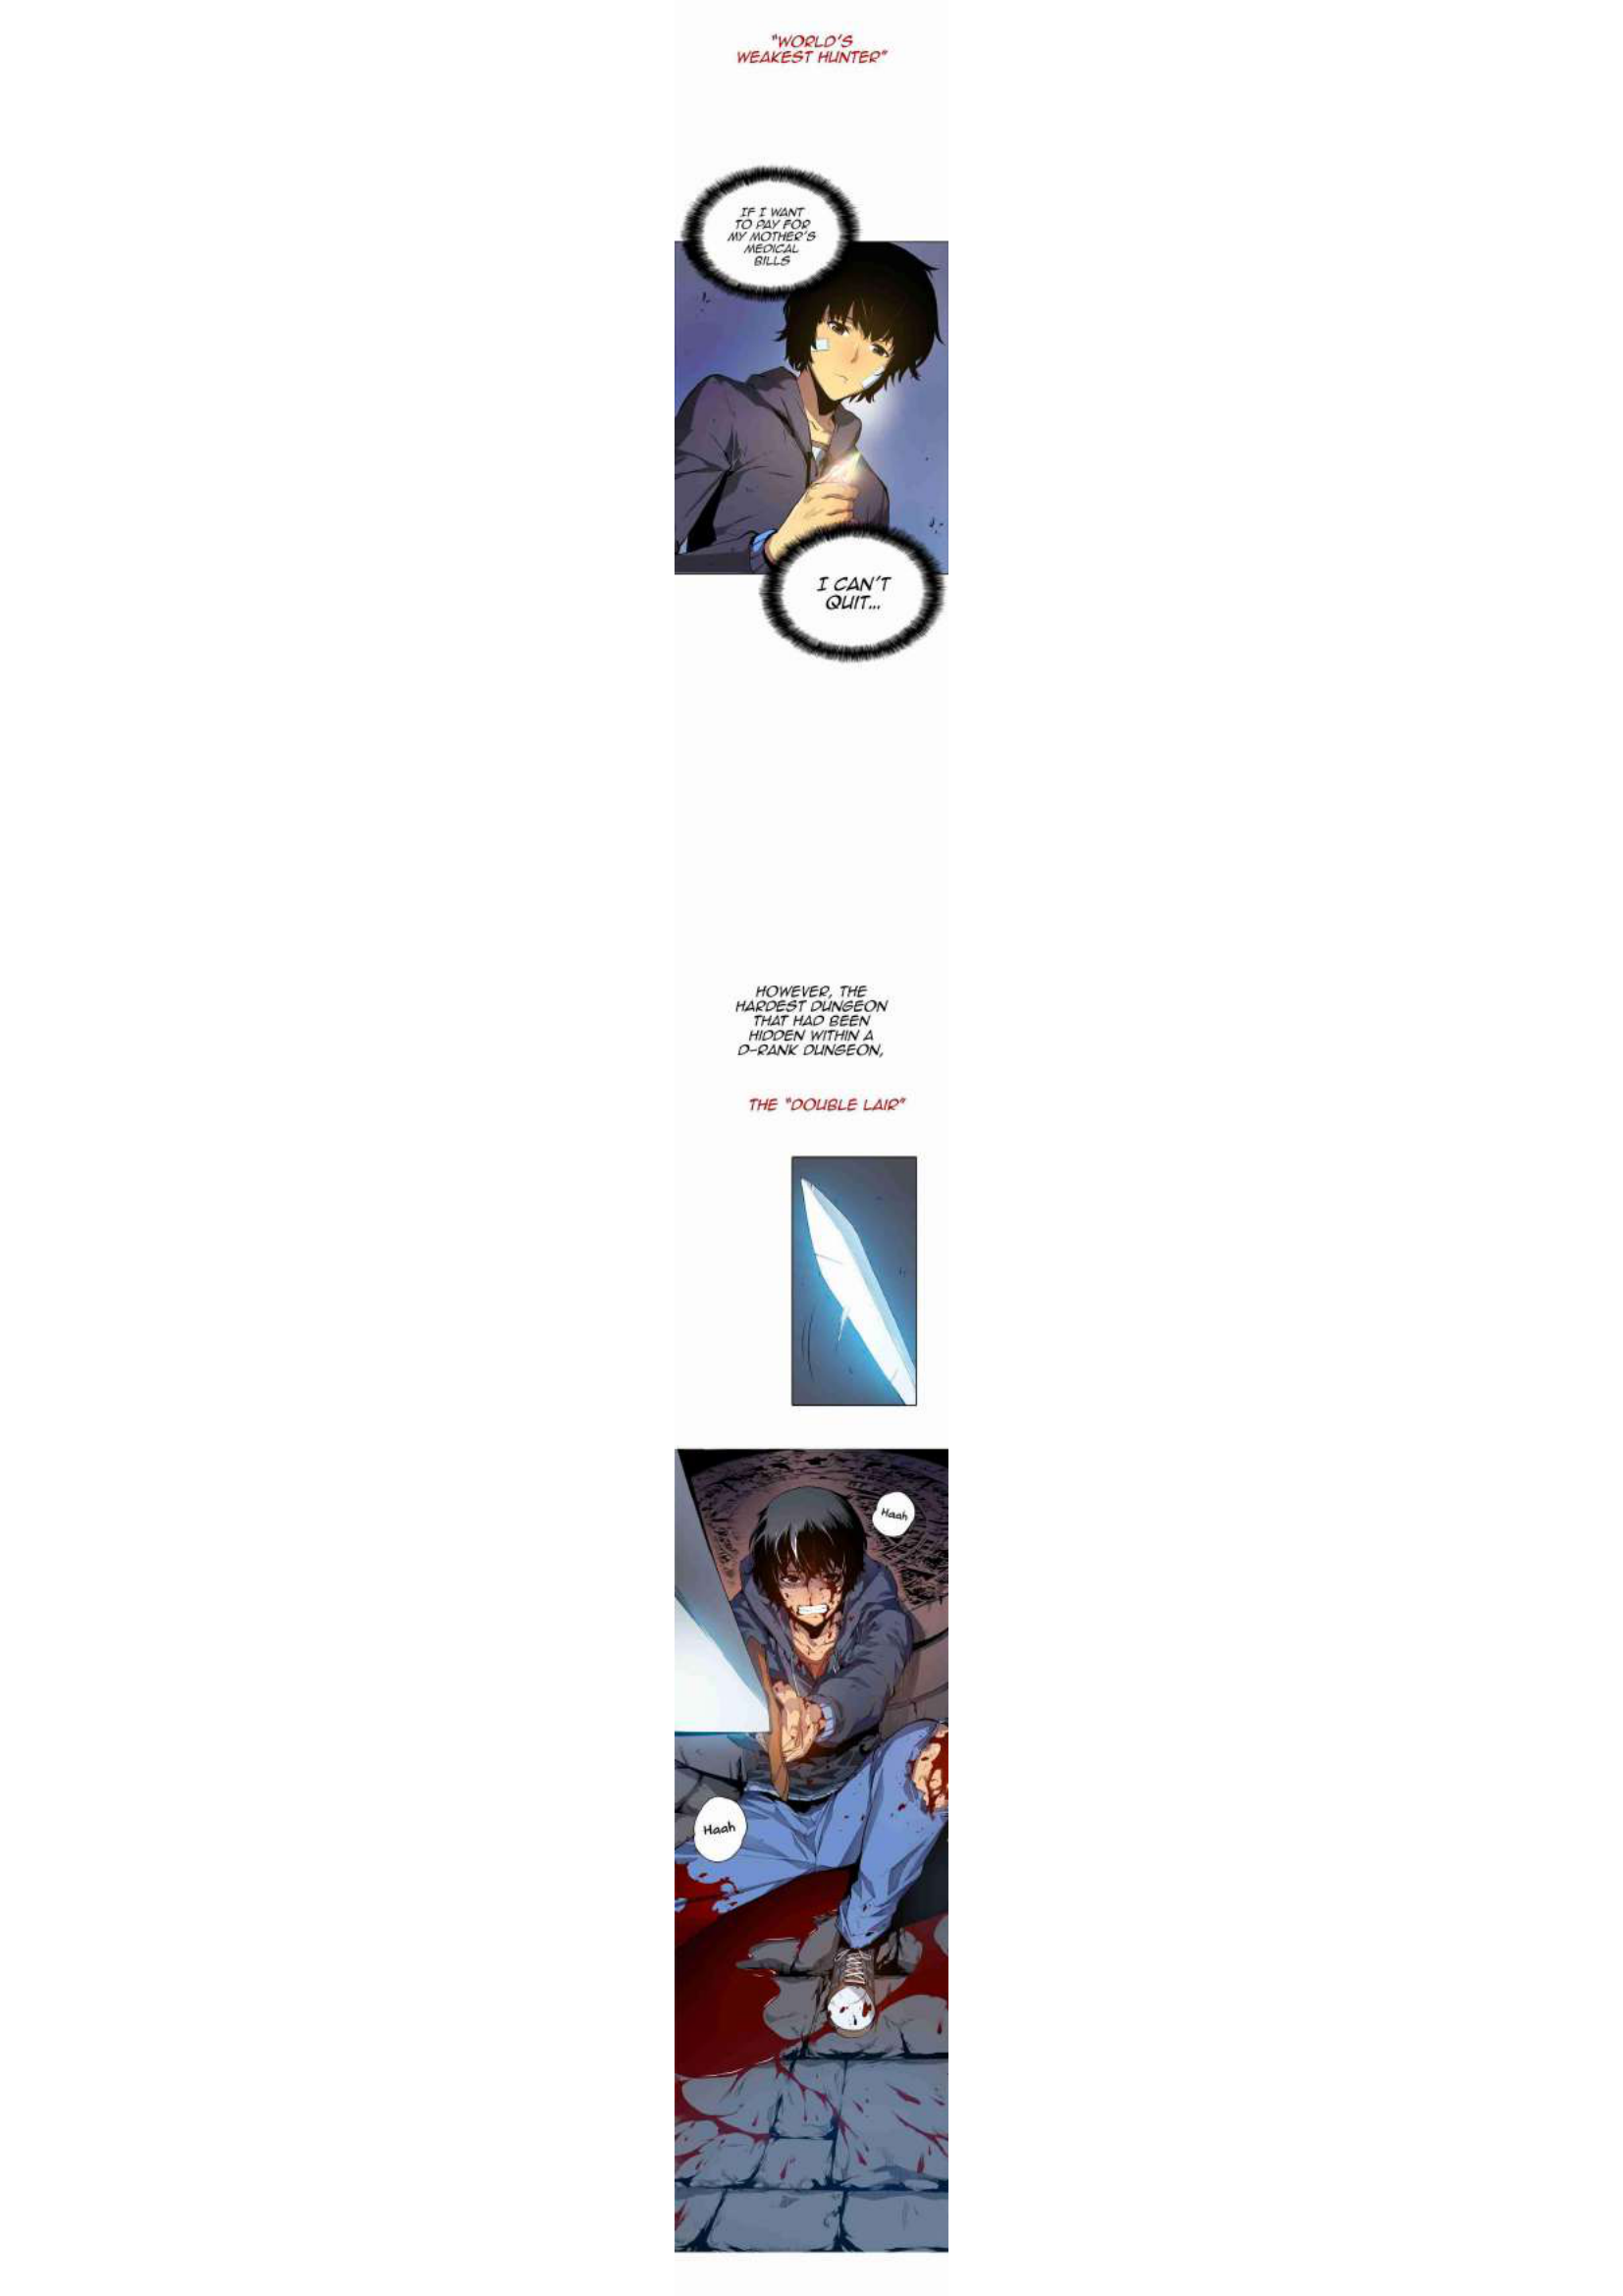 "WORLD'S
WEAKEST HUNTER"
IF I WANT
TO PAY FOR
MY MOTHER'S
MEDICAL
BILLS
I CAN'T
QUIT...
HOWEVER, THE
HARDEST DUNGEON
THAT HAD BEEN
HIDDEN WITHIN A
D-RANK DUNGEON,
THE "DOUBLE LAIR"
Haah
Haah